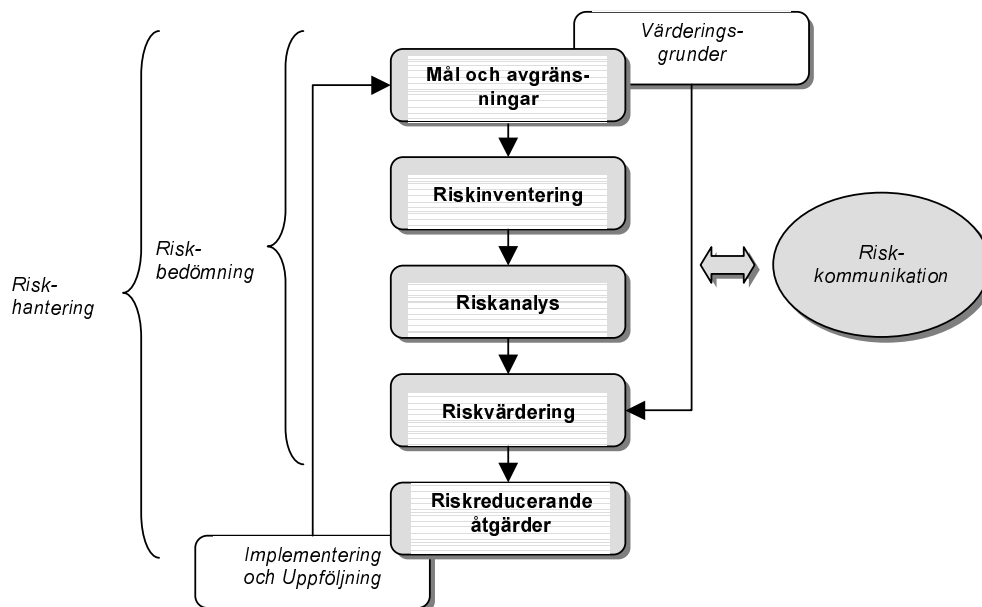 Värderings-
grunder
Mål och avgräns-
ningar
Riskinventering
Risk-
bedömning
Risk-
hantering
Risk-
kommunikation
Riskanalys
Riskvärdering
Riskreducerande
åtgärder
Implementering
och Uppföljning